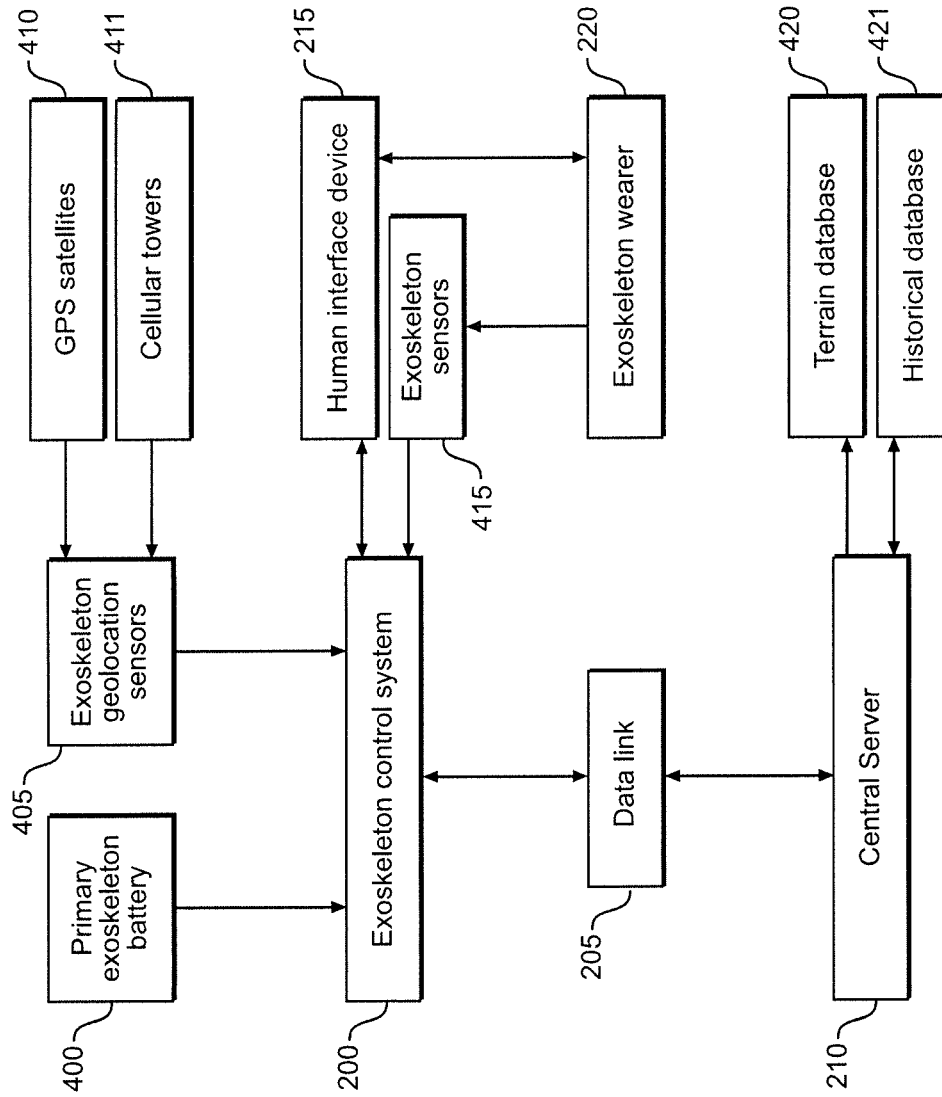 400
Primary
exoskeleton
battery
405
Exoskeleton
geolocation
sensors
GPS satellites
410
Cellular towers
411
200
Exoskeleton control system
Human interface device
215
Exoskeleton
sensors
415
205
Data link
Exoskeleton wearer
220
210
Central Server
Terrain database
420
Historical database
421